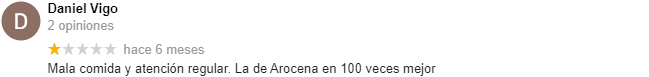 D
Daniel Vigo
2 opiniones
hace 6 meses
Mala comida y atención regular. La de Arocena en 100 veces mejor